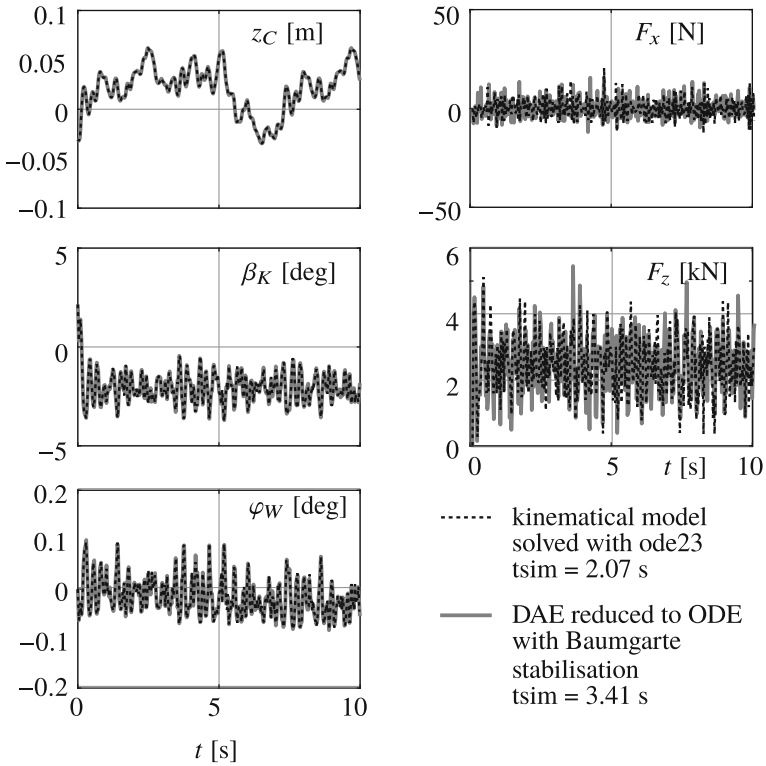 0.1
z_C [m]
0.05
0
−0.05
−0.1
50
F_x [N]
0
−50
5
β_K [deg]
0
−5
6
F_z [kN]
4
2
0
0
5
10
t [s]
0.2
φ_W [deg]
0.1
0
−0.1
−0.2
0
5
10
t [s]
kinematical model
solved with ode23
tsim = 2.07 s
DAE reduced to ODE
with Baumgarte
stabilisation
tsim = 3.41 s